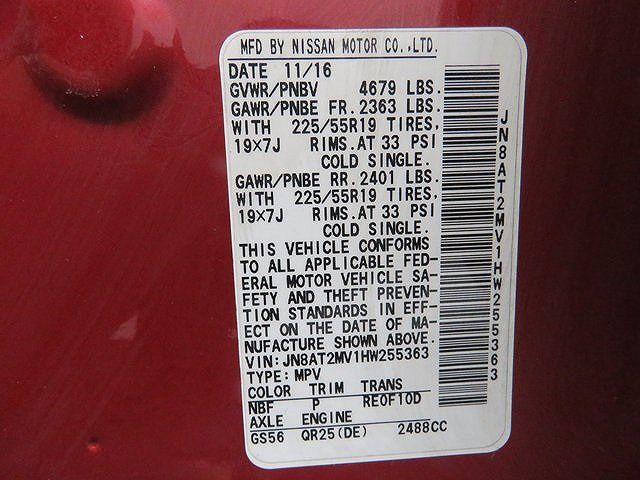 MFD BY NISSAN MOTOR CO.,LTD.
DATE 11/16
GVWR/PNBV 4679 LBS.
GAWR/PNBE FR. 2363 LBS.
WITH 225/55R19 TIRES,
19×7J RIMS.AT 33 PSI
COLD SINGLE.
GAWR/PNBE RR. 2401 LBS.
WITH 225/55R19 TIRES,
19×7J RIMS.AT 33 PSI
COLD SINGLE.
THIS VEHICLE CONFORMS
TO ALL APPLICABLE FED-
ERAL MOTOR VEHICLE SA-
FETY AND THEFT PREVEN-
TION STANDARDS IN EFF-
ECT ON THE DATE OF MA-
NUFACTURE SHOWN ABOVE.
VIN:JN8AT2MV1HW255363
TYPE:MPV
COLOR TRIM TRANS
NBF P RE0F10D
AXLE ENGINE
GS56 QR25(DE) 2488CC
JN8AT2MV1HW255363